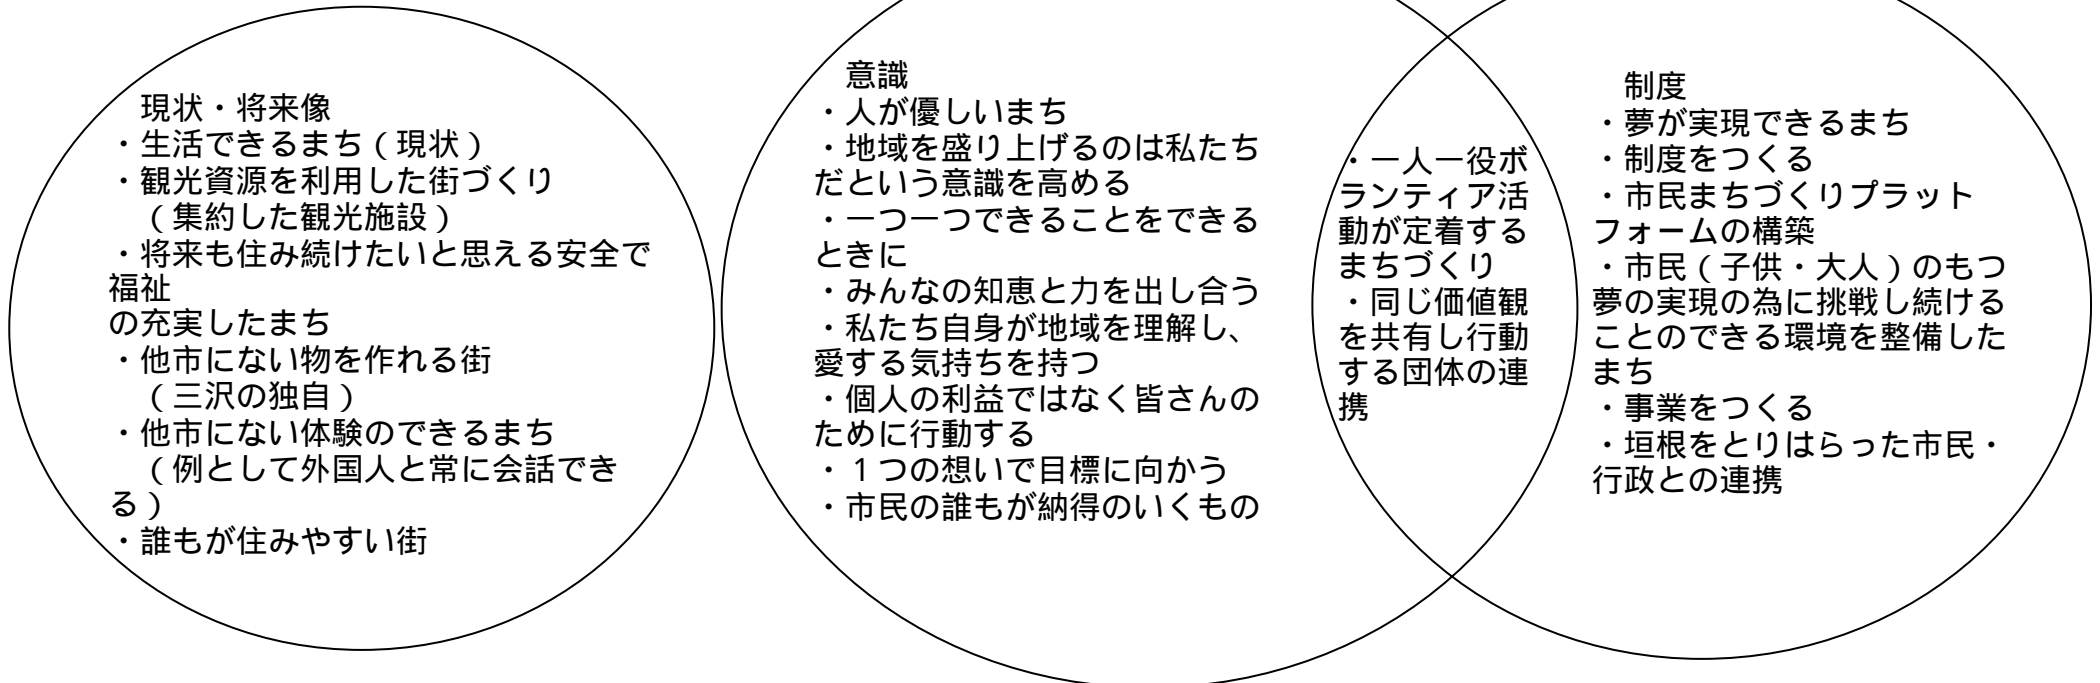 現状・将来像
・生活できるまち（現状）
・観光資源を利用した街づくり
（集約した観光施設）
・将来も住み続けたいと思える安全で
福祉
の充実したまち
・他市にない物を作れる街
（三沢の独自）
・他市にない体験のできるまち
（例として外国人と常に会話でき
る）
・誰もが住みやすい街
意識
・人が優しいまち
・地域を盛り上げるのは私たち
だという意識を高める
・一つ一つできることをできる
ときに
・みんなの知恵と力を出し合う
・私たち自身が地域を理解し、
愛する気持ちを持つ
・個人の利益ではなく皆さんの
ために行動する
・１つの想いで目標に向かう
・市民の誰もが納得のいくもの
・一人一役ボ
ランティア活
動が定着する
まちづくり
・同じ価値観
を共有し行動
する団体の連
携
制度
・夢が実現できるまち
・制度をつくる
・市民まちづくりプラット
フォームの構築
・市民（子供・大人）のもつ
夢の実現の為に挑戦し続ける
ことのできる環境を整備した
まち
・事業をつくる
・垣根をとりはらった市民・
行政との連携